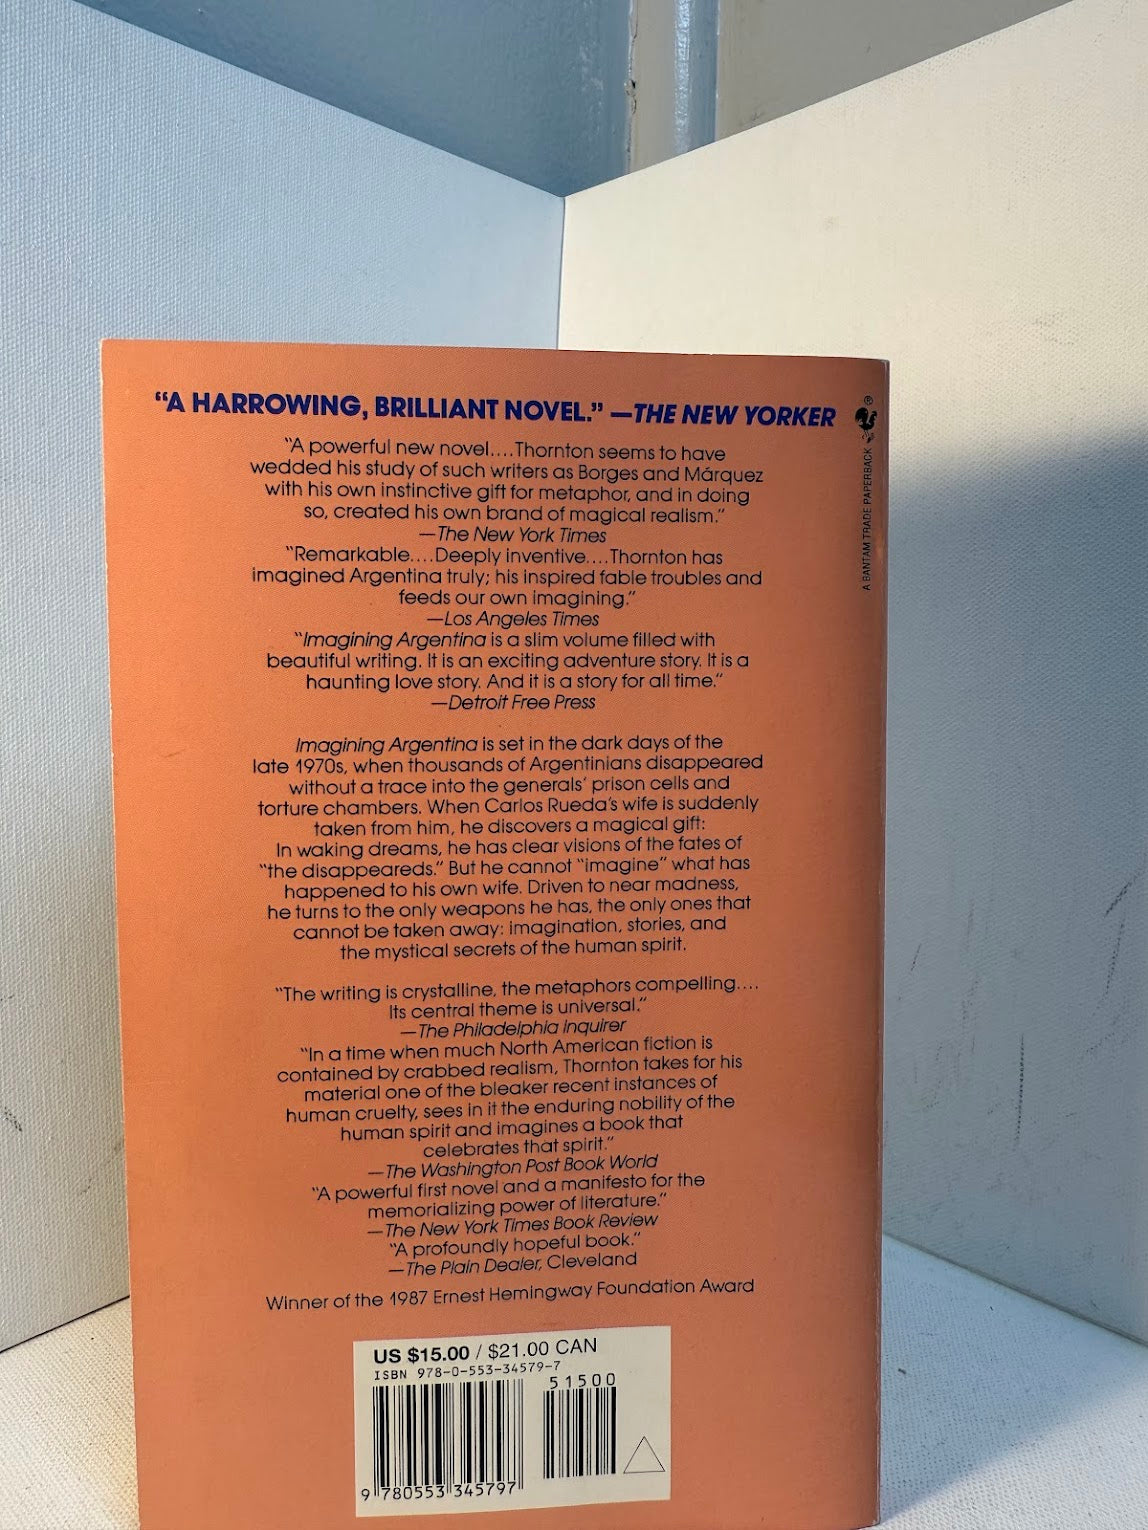 “A HARROWING, BRILLIANT NOVEL.” —THE NEW YORKER
“A powerful new novel....Thornton seems to have
wedded his study of such writers as Borges and Márquez
with his own instinctive gift for metaphor, and in doing
so, created his own brand of magical realism.”
—The New York Times
“Remarkable....Deeply inventive....Thornton has
imagined Argentina truly; his inspired fable troubles and
feeds our own imagining.”
—Los Angeles Times
“Imagining Argentina is a slim volume filled with
beautiful writing. It is an exciting adventure story. It is a
haunting love story. And it is a story for all time.”
—Detroit Free Press
Imagining Argentina is set in the dark days of the
late 1970s, when thousands of Argentinians disappeared
without a trace into the generals’ prison cells and
torture chambers. When Carlos Rueda’s wife is suddenly
taken from him, he discovers a magical gift:
In waking dreams, he has clear visions of the fates of
“the disappeareds.” But he cannot “imagine” what has
happened to his own wife. Driven to near madness,
he turns to the only weapons he has, the only ones that
cannot be taken away: imagination, stories, and
the mystical secrets of the human spirit.
“The writing is crystalline, the metaphors compelling....
Its central theme is universal.”
—The Philadelphia Inquirer
“In a time when much North American fiction is
contained by crabbed realism, Thornton takes for his
material one of the bleaker recent instances of
human cruelty, sees in it the enduring nobility of the
human spirit and imagines a book that
celebrates that spirit.”
—The Washington Post Book World
“A powerful first novel and a manifesto for the
memorializing power of literature.”
—The New York Times Book Review
“A profoundly hopeful book.”
—The Plain Dealer, Cleveland
Winner of the 1987 Ernest Hemingway Foundation Award
US $15.00 / $21.00 CAN
ISBN 978-0-553-34579-7
51500
9 780553 345797
®
A BANTAM TRADE PAPERBACK